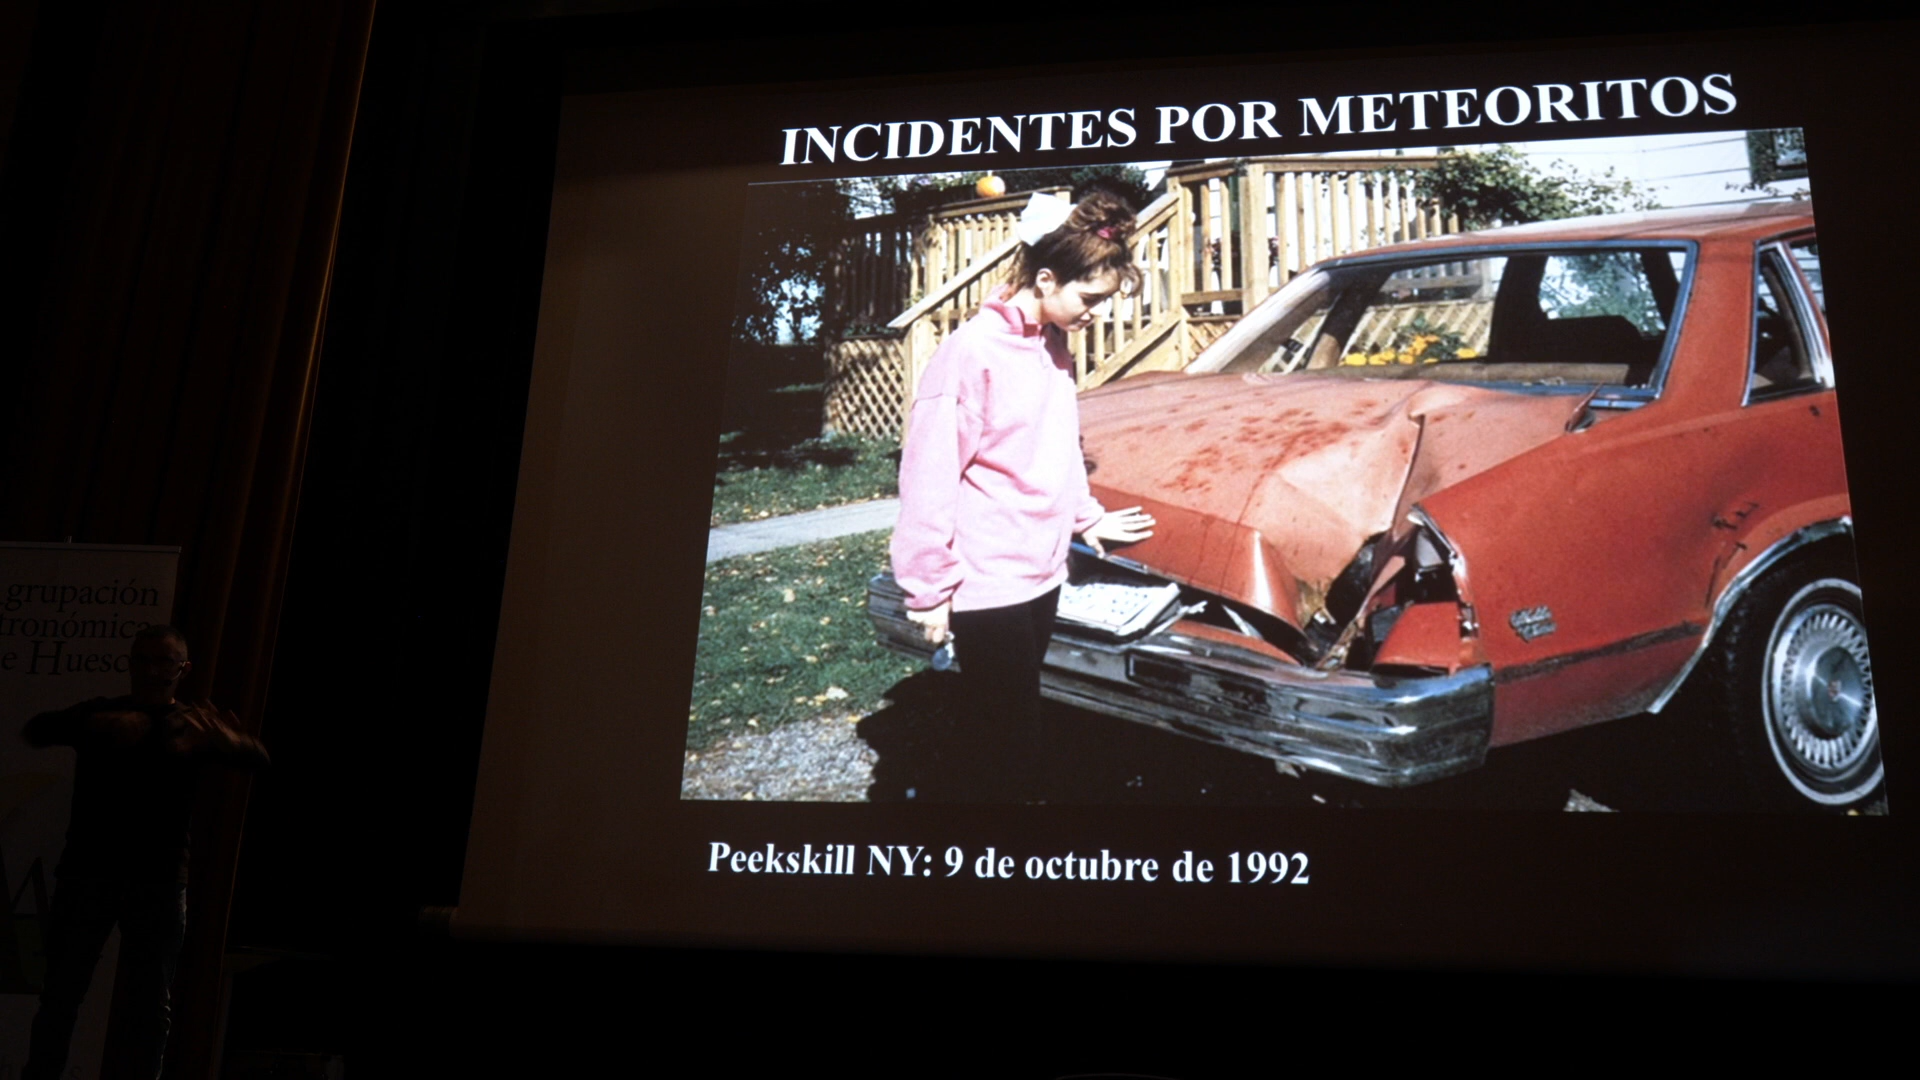 INCIDENTES POR METEORITOS
Peekskill NY: 9 de octubre de 1992
grupación
tronómica
e Huesc